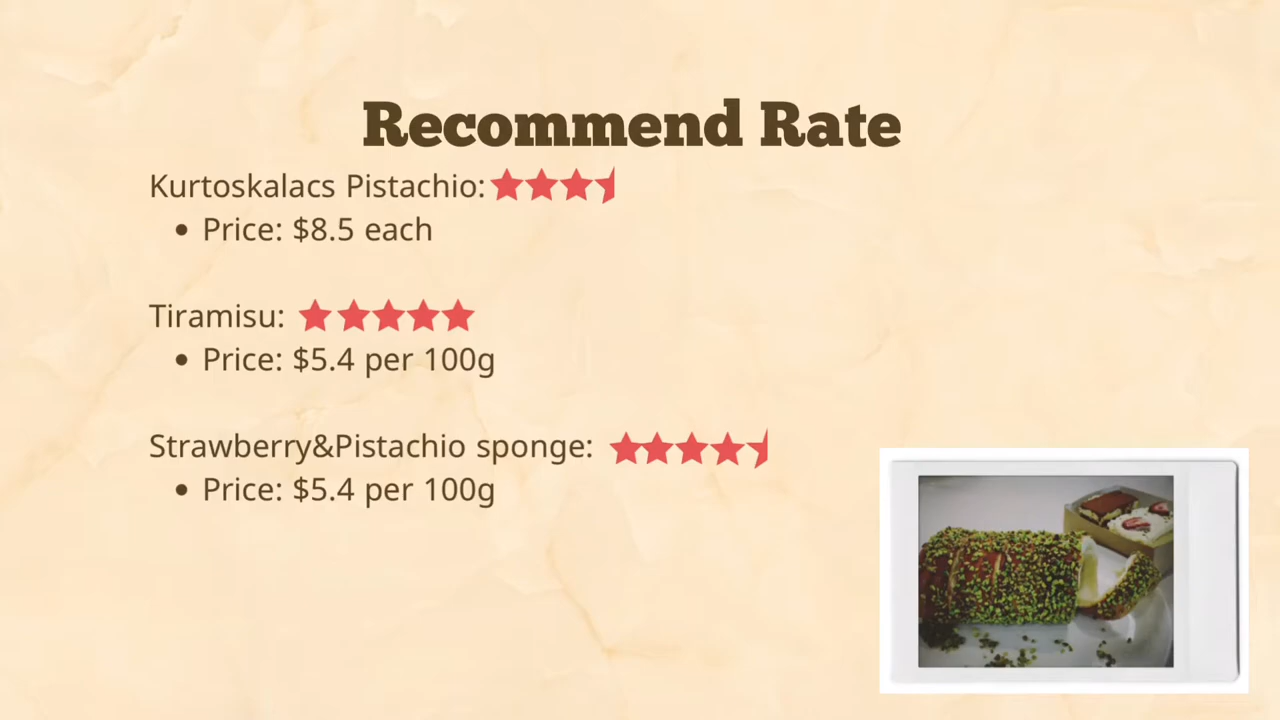 Recommend Rate
Kurtoskalacs Pistachio:
• Price: $8.5 each
Tiramisu:
• Price: $5.4 per 100g
Strawberry&Pistachio sponge:
• Price: $5.4 per 100g